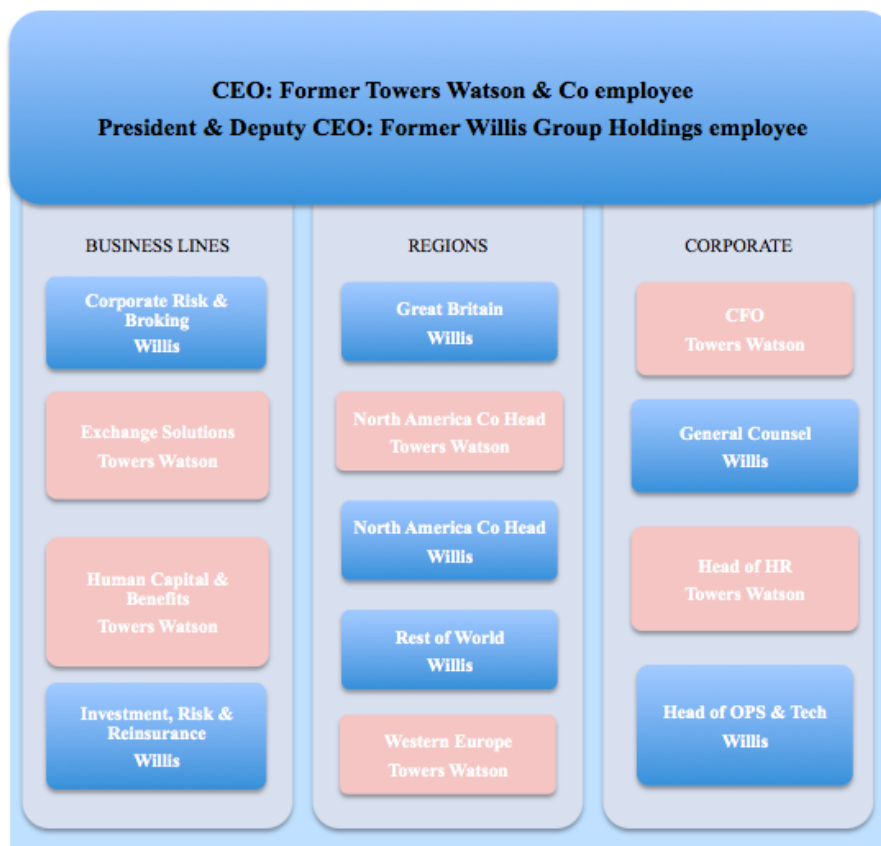 CEO: Former Towers Watson & Co employee
President & Deputy CEO: Former Willis Group Holdings employee
BUSINESS LINES
Corporate Risk &
Broking
Willis
Exchange Solutions
Towers Watson
Human Capital &
Benefits
Towers Watson
Investment, Risk &
Reinsurance
Willis
REGIONS
Great Britain
Willis
North America Co Head
Towers Watson
North America Co Head
Willis
Rest of World
Willis
Western Europe
Towers Watson
CORPORATE
CFO
Towers Watson
General Counsel
Willis
Head of HR
Towers Watson
Head of OPS & Tech
Willis